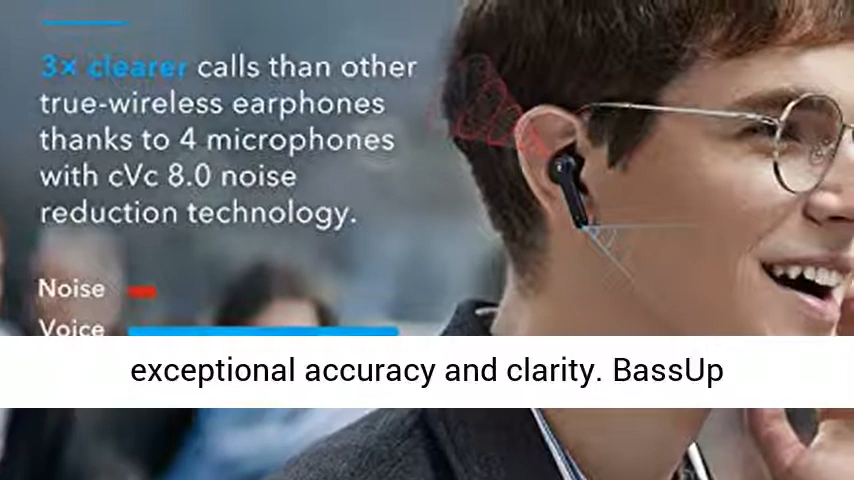 3× clearer calls than other
true-wireless earphones
thanks to 4 microphones
with cVc 8.0 noise
reduction technology.
Noise
Voice
exceptional accuracy and clarity. BassUp